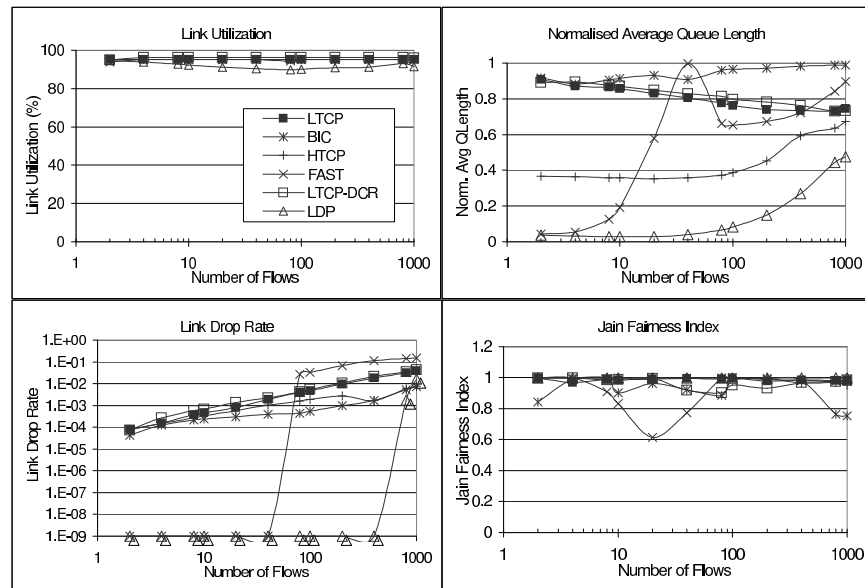 Link Utilization
100
80
60
40
20
0
Link Utilization (%)
LTCP
BIC
HTCP
FAST
LTCP-DCR
LDP
1 10 100 1000
Number of Flows
Normalised Average Queue Length
1
0.8
0.6
0.4
0.2
0
Norm. Avg QLength
1 10 100 1000
Number of Flows
Link Drop Rate
1.E+00
1.E-01
1.E-02
1.E-03
1.E-04
1.E-05
1.E-06
1.E-07
1.E-08
1.E-09
Link Drop Rate
1 10 100 1000
Number of Flows
Jain Fairness Index
1.2
1
0.8
0.6
0.4
0.2
0
Jain Fairness Index
1 10 100 1000
Number of Flows